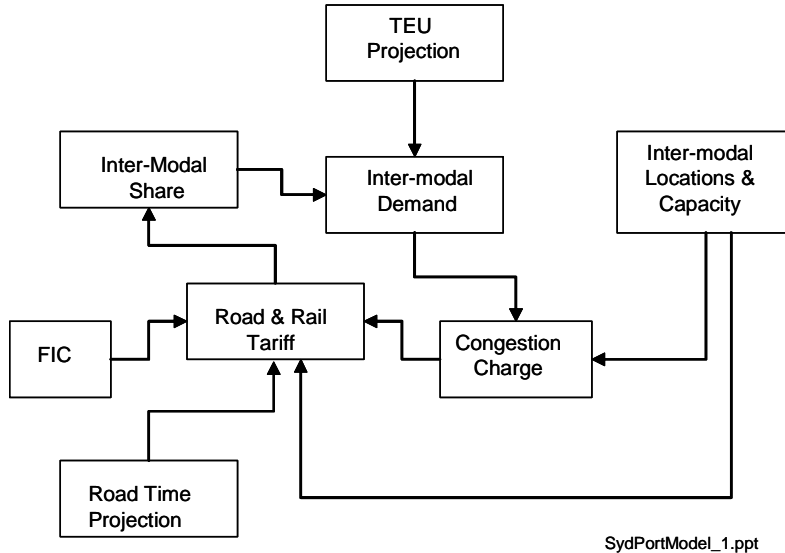 TEU
Projection
Inter-Modal
Share
Inter-modal
Demand
Inter-modal
Locations &
Capacity
FIC
Road & Rail
Tariff
Congestion
Charge
Road Time
Projection
SydPortModel_1.ppt